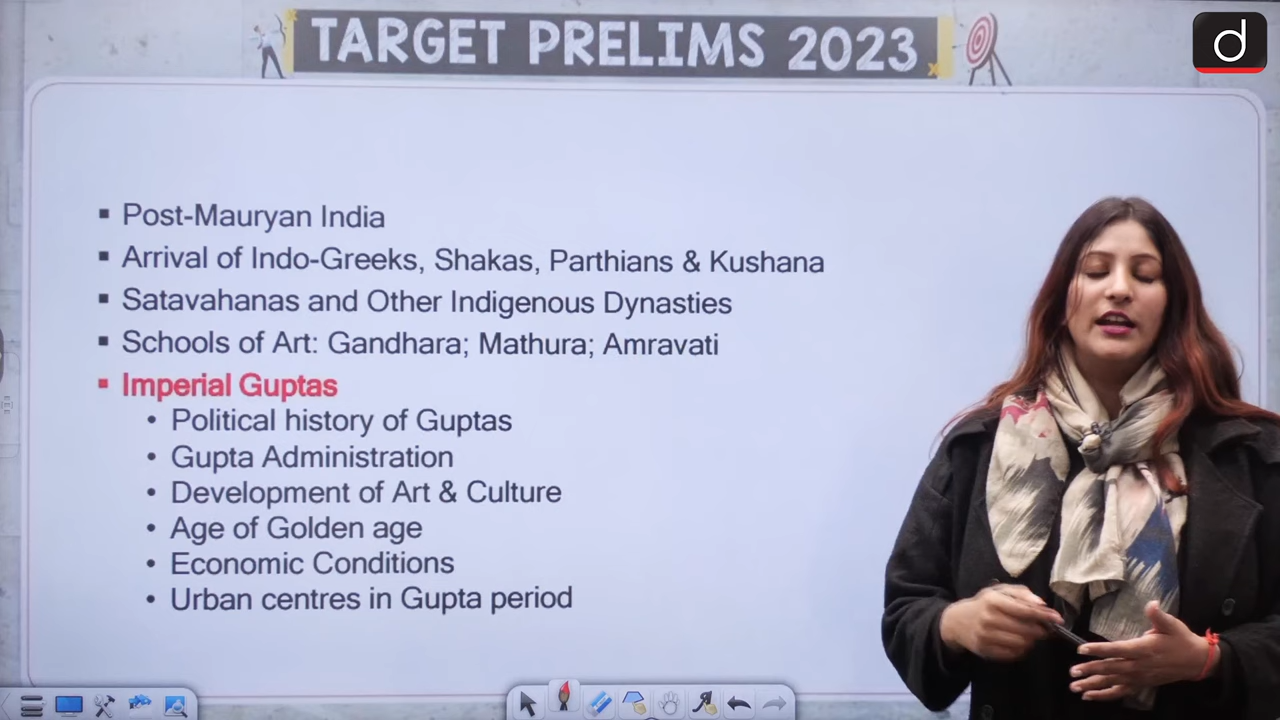 TARGET PRELIMS 2023
d
Post-Mauryan India
Arrival of Indo-Greeks, Shakas, Parthians & Kushana
Satavahanas and Other Indigenous Dynasties
Schools of Art: Gandhara; Mathura; Amravati
Imperial Guptas
Political history of Guptas
Gupta Administration
Development of Art & Culture
Age of Golden age
Economic Conditions
Urban centres in Gupta period